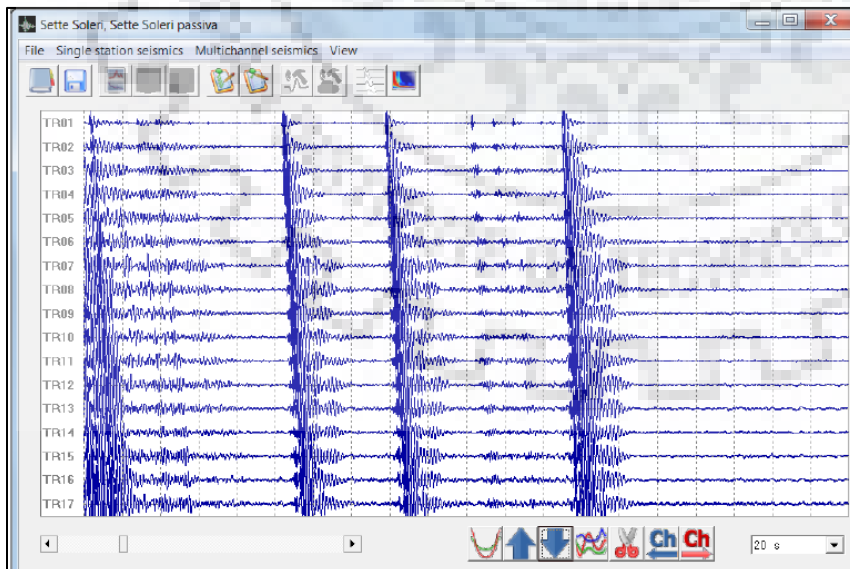 Sette Soleri, Sette Soleri passiva
File Single station seismics Multichannel seismics View
TR01
TR02
TR03
TR04
TR05
TR06
TR07
TR08
TR09
TR10
TR11
TR12
TR13
TR14
TR15
TR16
TR17
Ch Ch 20 s